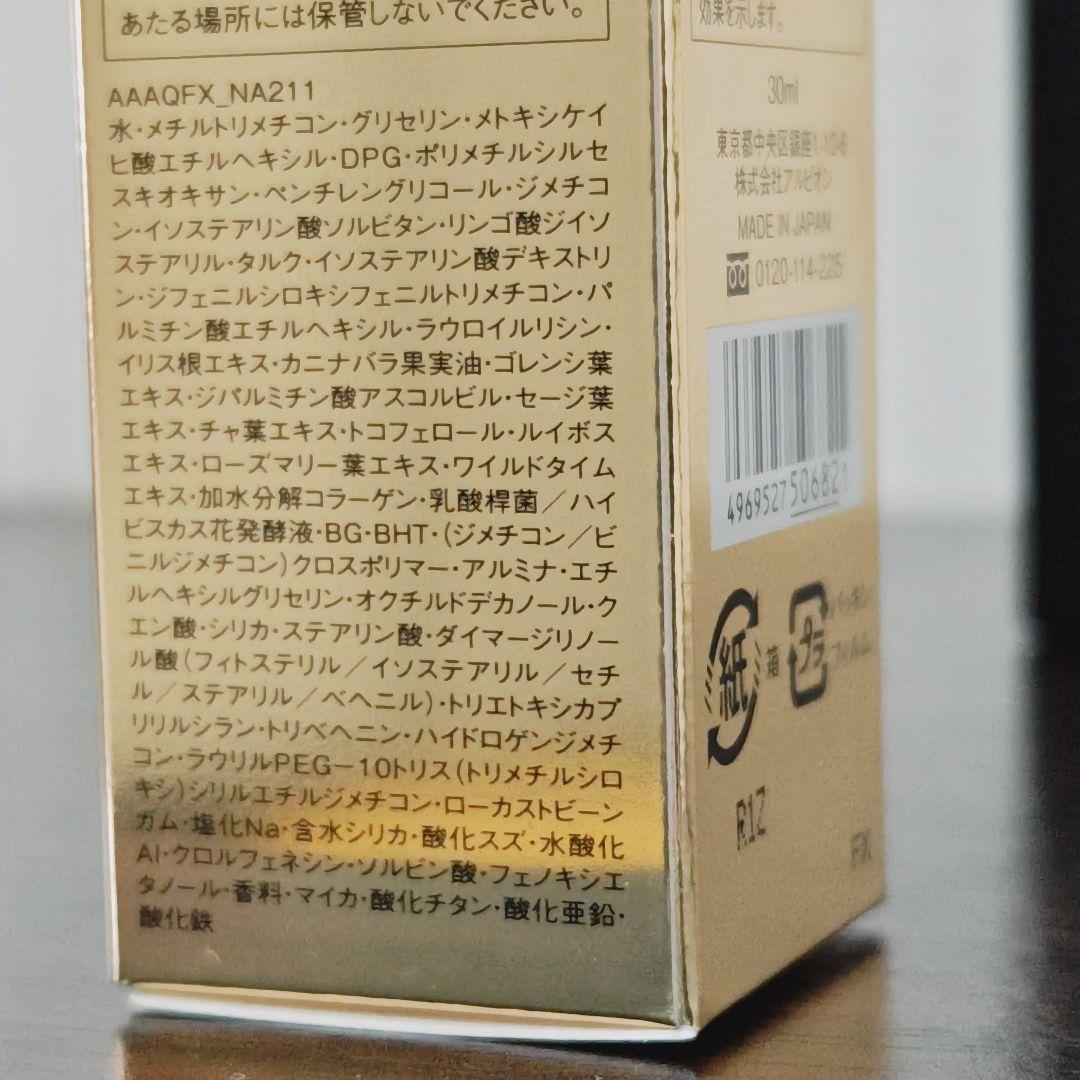 あたる場所には保管しないでください。
AAAQFX_NA211
水・メチルトリメチコン・グリセリン・メトキシケイ
ヒ酸エチルヘキシル・DPG・ポリメチルシルセ
スキオキサン・ペンチレングリコール・ジメチコ
ン・イソステアリン酸ソルビタン・リンゴ酸ジイソ
ステアリル・タルク・イソステアリン酸デキストリ
ン・ジフェニルシロキシフェニルトリメチコン・パ
ルミチン酸エチルヘキシル・ラウロイルリシン・
イリス根エキス・カニナバラ果実油・ゴレンシ葉
エキス・ジパルミチン酸アスコルビル・セージ葉
エキス・チャ葉エキス・トコフェロール・ルイボス
エキス・ローズマリー葉エキス・ワイルドタイム
エキス・加水分解コラーゲン・乳酸桿菌／ハイ
ビスカス花発酵液・BG・BHT・(ジメチコン／ビ
ニルジメチコン)クロスポリマー・アルミナ・エチ
ルヘキシルグリセリン・オクチルドデカノール・ク
エン酸・シリカ・ステアリン酸・ダイマージリノー
ル酸(フィトステリル／イソステアリル／セチ
ル／ステアリル／ベヘニル)・トリエトキシカプ
リリルシラン・トリベヘニン・ハイドロゲンジメチ
コン・ラウリルPEG－10トリス(トリメチルシロ
キシ)シリルエチルジメチコン・ローカストビーン
ガム・塩化Na・含水シリカ・酸化スズ・水酸化
Al・クロルフェネシン・ソルビン酸・フェノキシエ
タノール・香料・マイカ・酸化チタン・酸化亜鉛・
酸化鉄
効果を示します。
30ml
東京都中央区銀座1-10-6
株式会社アルビオン
MADE IN JAPAN
0120-114-225
4969527506821
紙
箱
プラ
フィルム
R1Z